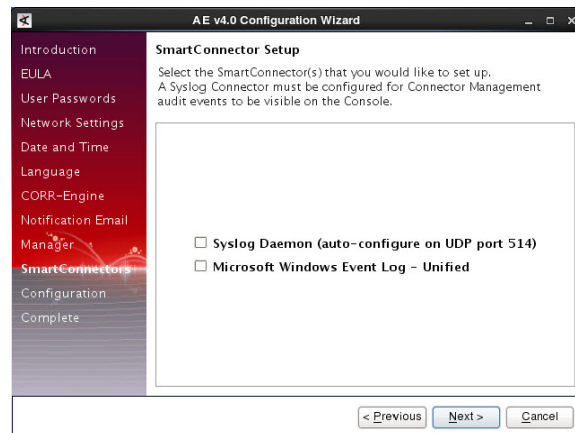 AE v4.0 Configuration Wizard
Introduction
EULA
User Passwords
Network Settings
Date and Time
Language
CORR-Engine
Notification Email
Manager
SmartConnectors
Configuration
Complete
SmartConnector Setup
Select the SmartConnector(s) that you would like to set up.
A Syslog Connector must be configured for Connector Management
audit events to be visible on the Console.
Syslog Daemon (auto-configure on UDP port 514)
Microsoft Windows Event Log - Unified
< Previous
Next >
Cancel